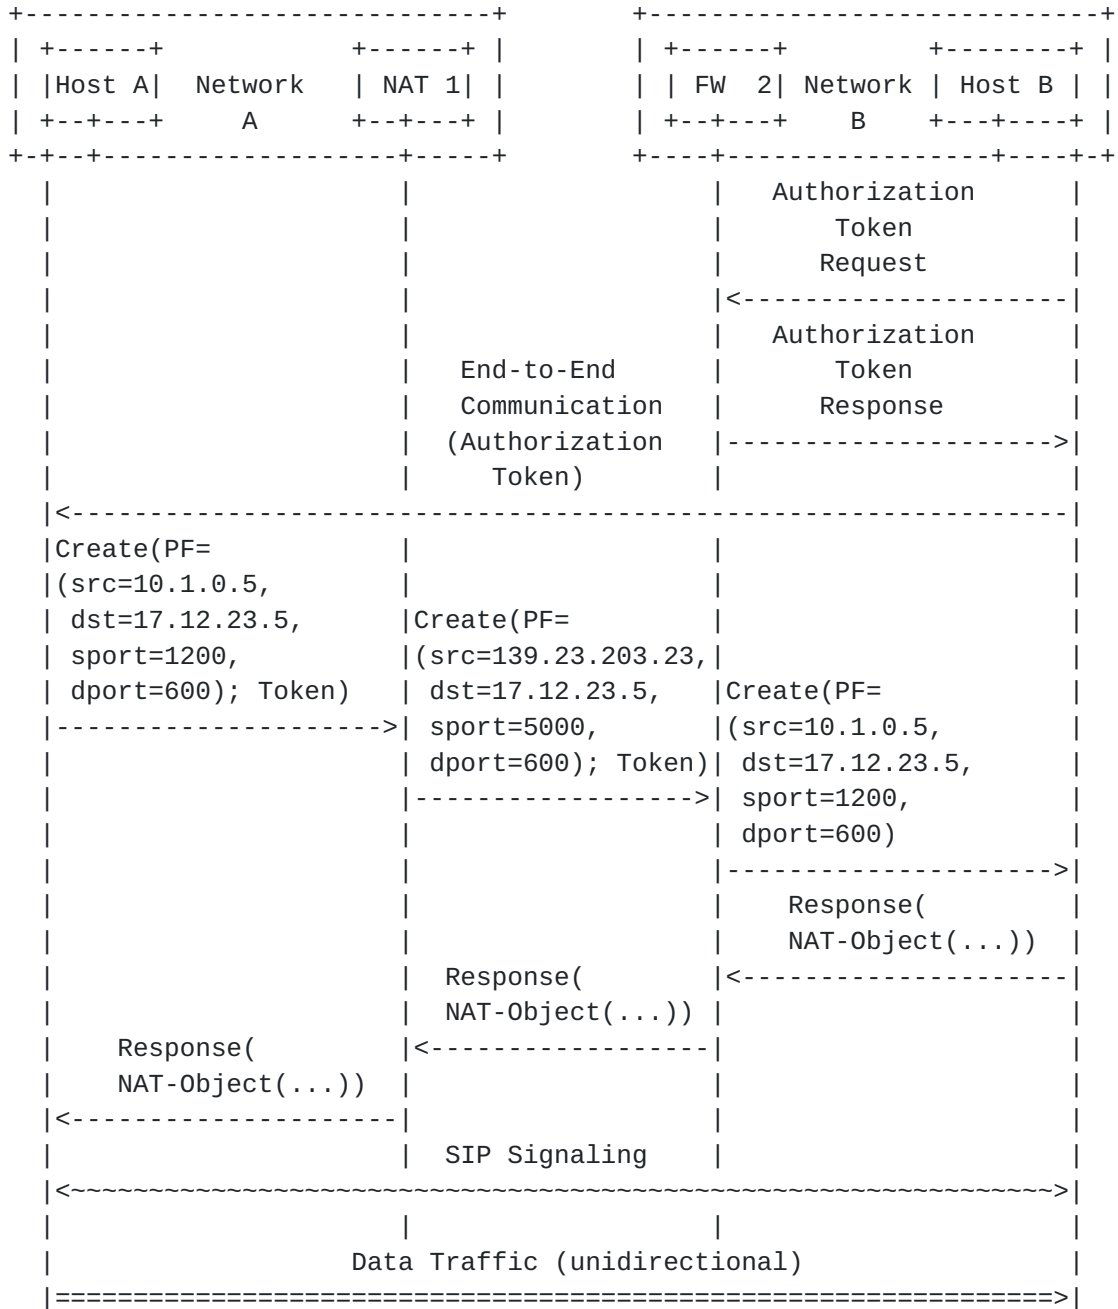 +------------------------------+        +-----------------------------+
| +------+            +------+ |        | +------+         +--------+ |
| |Host A|  Network   | NAT 1| |        | | FW  2| Network | Host B | |
| +--+---+     A      +--+---+ |        | +--+---+    B    +---+----+ |
+-+--+-------------------+-----+        +----+-----------------+----+-+
  |                      |                   |   Authorization      |
  |                      |                   |       Token          |
  |                      |                   |      Request         |
  |                      |                   |<---------------------|
  |                      |                   |   Authorization      |
  |                      |   End-to-End      |       Token          |
  |                      |   Communication   |      Response        |
  |                      |  (Authorization   |--------------------->|
  |                      |     Token)        |                      |
  |<----------------------------------------------------------------|
  |Create(PF=            |                   |                      |
  |(src=10.1.0.5,        |                   |                      |
  | dst=17.12.23.5,      |Create(PF=         |                      |
  | sport=1200,          |(src=139.23.203.23,|                      |
  | dport=600); Token)   | dst=17.12.23.5,   |Create(PF=            |
  |--------------------->| sport=5000,       |(src=10.1.0.5,        |
  |                      | dport=600); Token)| dst=17.12.23.5,      |
  |                      |------------------>| sport=1200,          |
  |                      |                   | dport=600)           |
  |                      |                   |--------------------->|
  |                      |                   |    Response(         |
  |                      |                   |    NAT-Object(...))  |
  |                      |  Response(        |<---------------------|
  |                      |  NAT-Object(...)) |                      |
  |    Response(         |<------------------|                      |
  |    NAT-Object(...))  |                   |                      |
  |<---------------------|                   |                      |
  |                      |  SIP Signaling    |                      |
  |<~~~~~~~~~~~~~~~~~~~~~~~~~~~~~~~~~~~~~~~~~~~~~~~~~~~~~~~~~~~~~~~>|
  |                      |                   |                      |
  |                   Data Traffic (unidirectional)                 |
  |================================================================>|